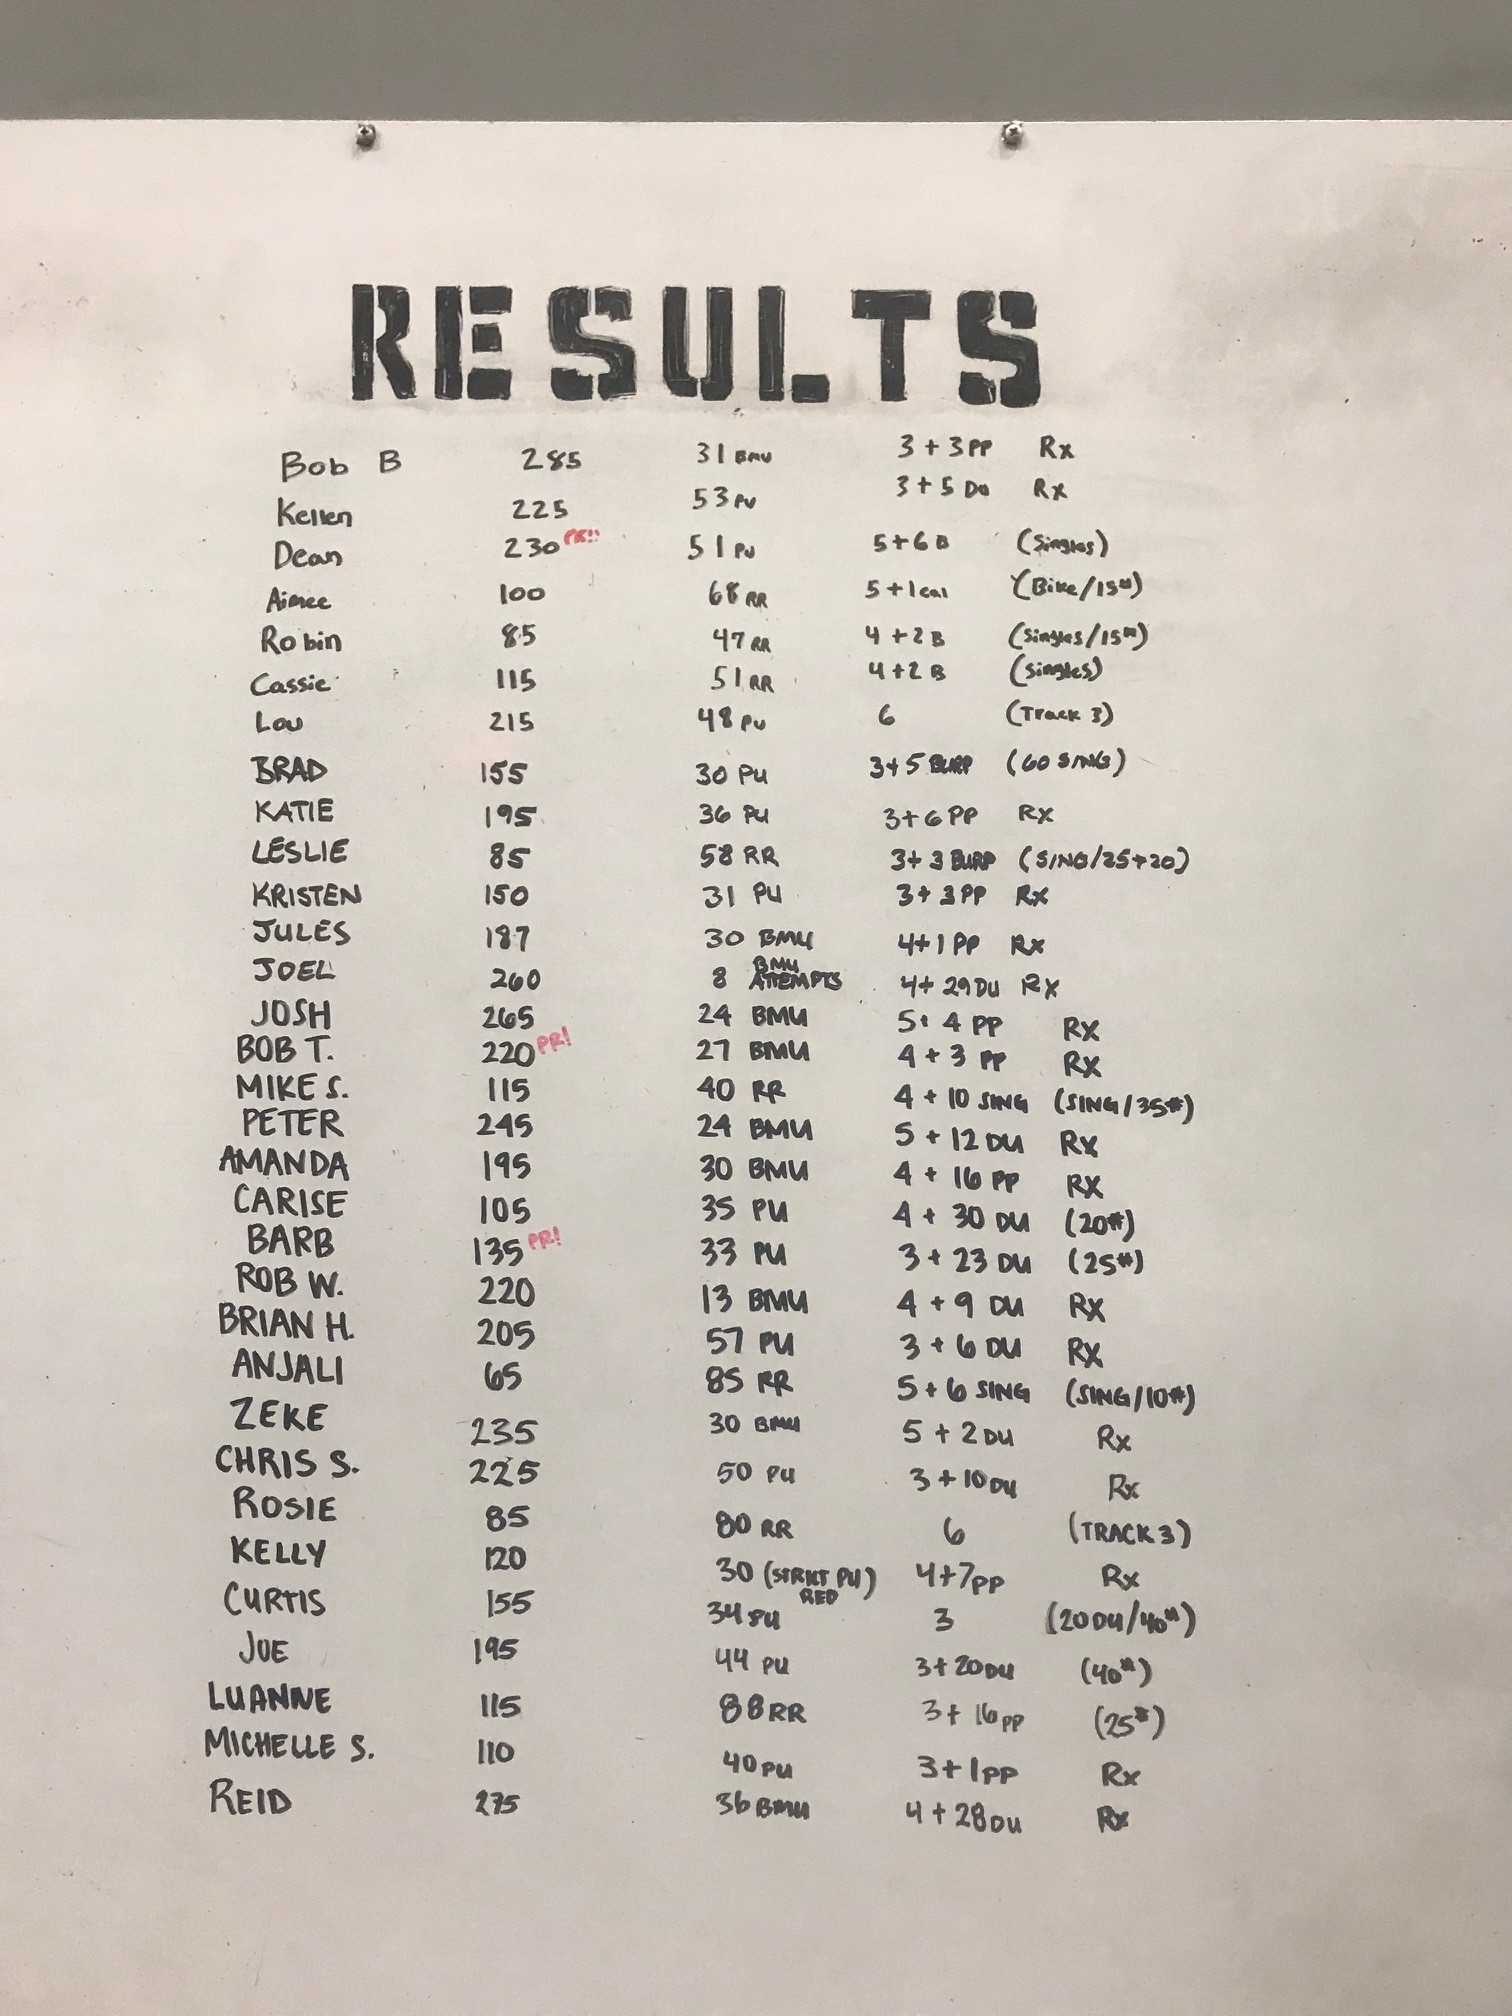 RESULTS
Bob B 285 31 BMU 3 + 3 PP Rx
Kellen 225 53 PU 3 + 5 DU Rx
Dean 230 PR!! 51 PU 5 + 6 B (Singles)
Aimee 100 68 RR 5 + 1 cal (Bike/15#)
Robin 85 47 RR 4 + 2 B (Singles/15#)
Cassie 115 51 RR 4 + 2 B (Singles)
Lou 215 48 PU 6 (Track 3)
BRAD 155 30 PU 3 + 5 BURP (60 SING)
KATIE 195 36 PU 3 + 6 PP Rx
LESLIE 85 58 RR 3 + 3 BURP (SING/25+20)
KRISTEN 150 31 PU 3 + 3 PP Rx
JULES 187 30 BMU 4 + 1 PP Rx
JOEL 260 8 BMU ATTEMPTS 4 + 29 DU Rx
JOSH 265 24 BMU 5 + 4 PP RX
BOB T. 220 PR! 27 BMU 4 + 3 PP RX
MIKE S. 115 40 RR 4 + 10 SING (SING/35#)
PETER 245 24 BMU 5 + 12 DU RX
AMANDA 195 30 BMU 4 + 16 PP RX
CARISE 105 35 PU 4 + 30 DU (20#)
BARB 135 PR! 33 PU 3 + 23 DU (25#)
ROB W. 220 13 BMU 4 + 9 DU RX
BRIAN H. 205 57 PU 3 + 6 DU RX
ANJALI 65 85 RR 5 + 6 SING (SING/10#)
ZEKE 235 30 BMU 5 + 2 DU Rx
CHRIS S. 225 50 PU 3 + 10 DU Rx
ROSIE 85 80 RR 6 (TRACK 3)
KELLY 120 30 (STRICT PU) RED 4 + 7 PP Rx
CURTIS 155 34 PU 3 (20 DU/40#)
JOE 195 44 PU 3 + 20 DU (40#)
LUANNE 115 88 RR 3 + 16 PP (25#)
MICHELLE S. 110 40 PU 3 + 1 PP Rx
REID 275 36 BMU 4 + 28 DU Rx